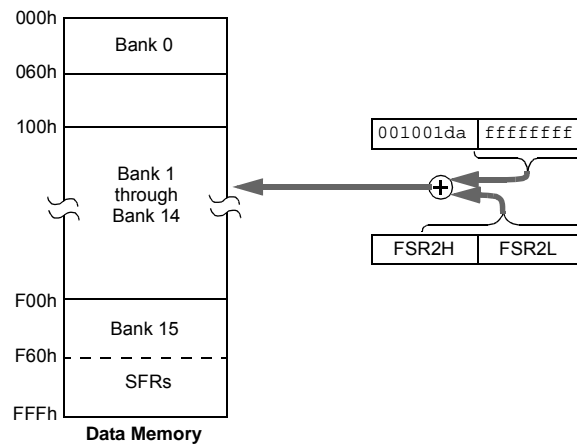 000h
Bank 0
060h
100h
001001da ffffffff
Bank 1
through
Bank 14
FSR2H FSR2L
F00h
Bank 15
F60h
SFRs
FFFh
Data Memory